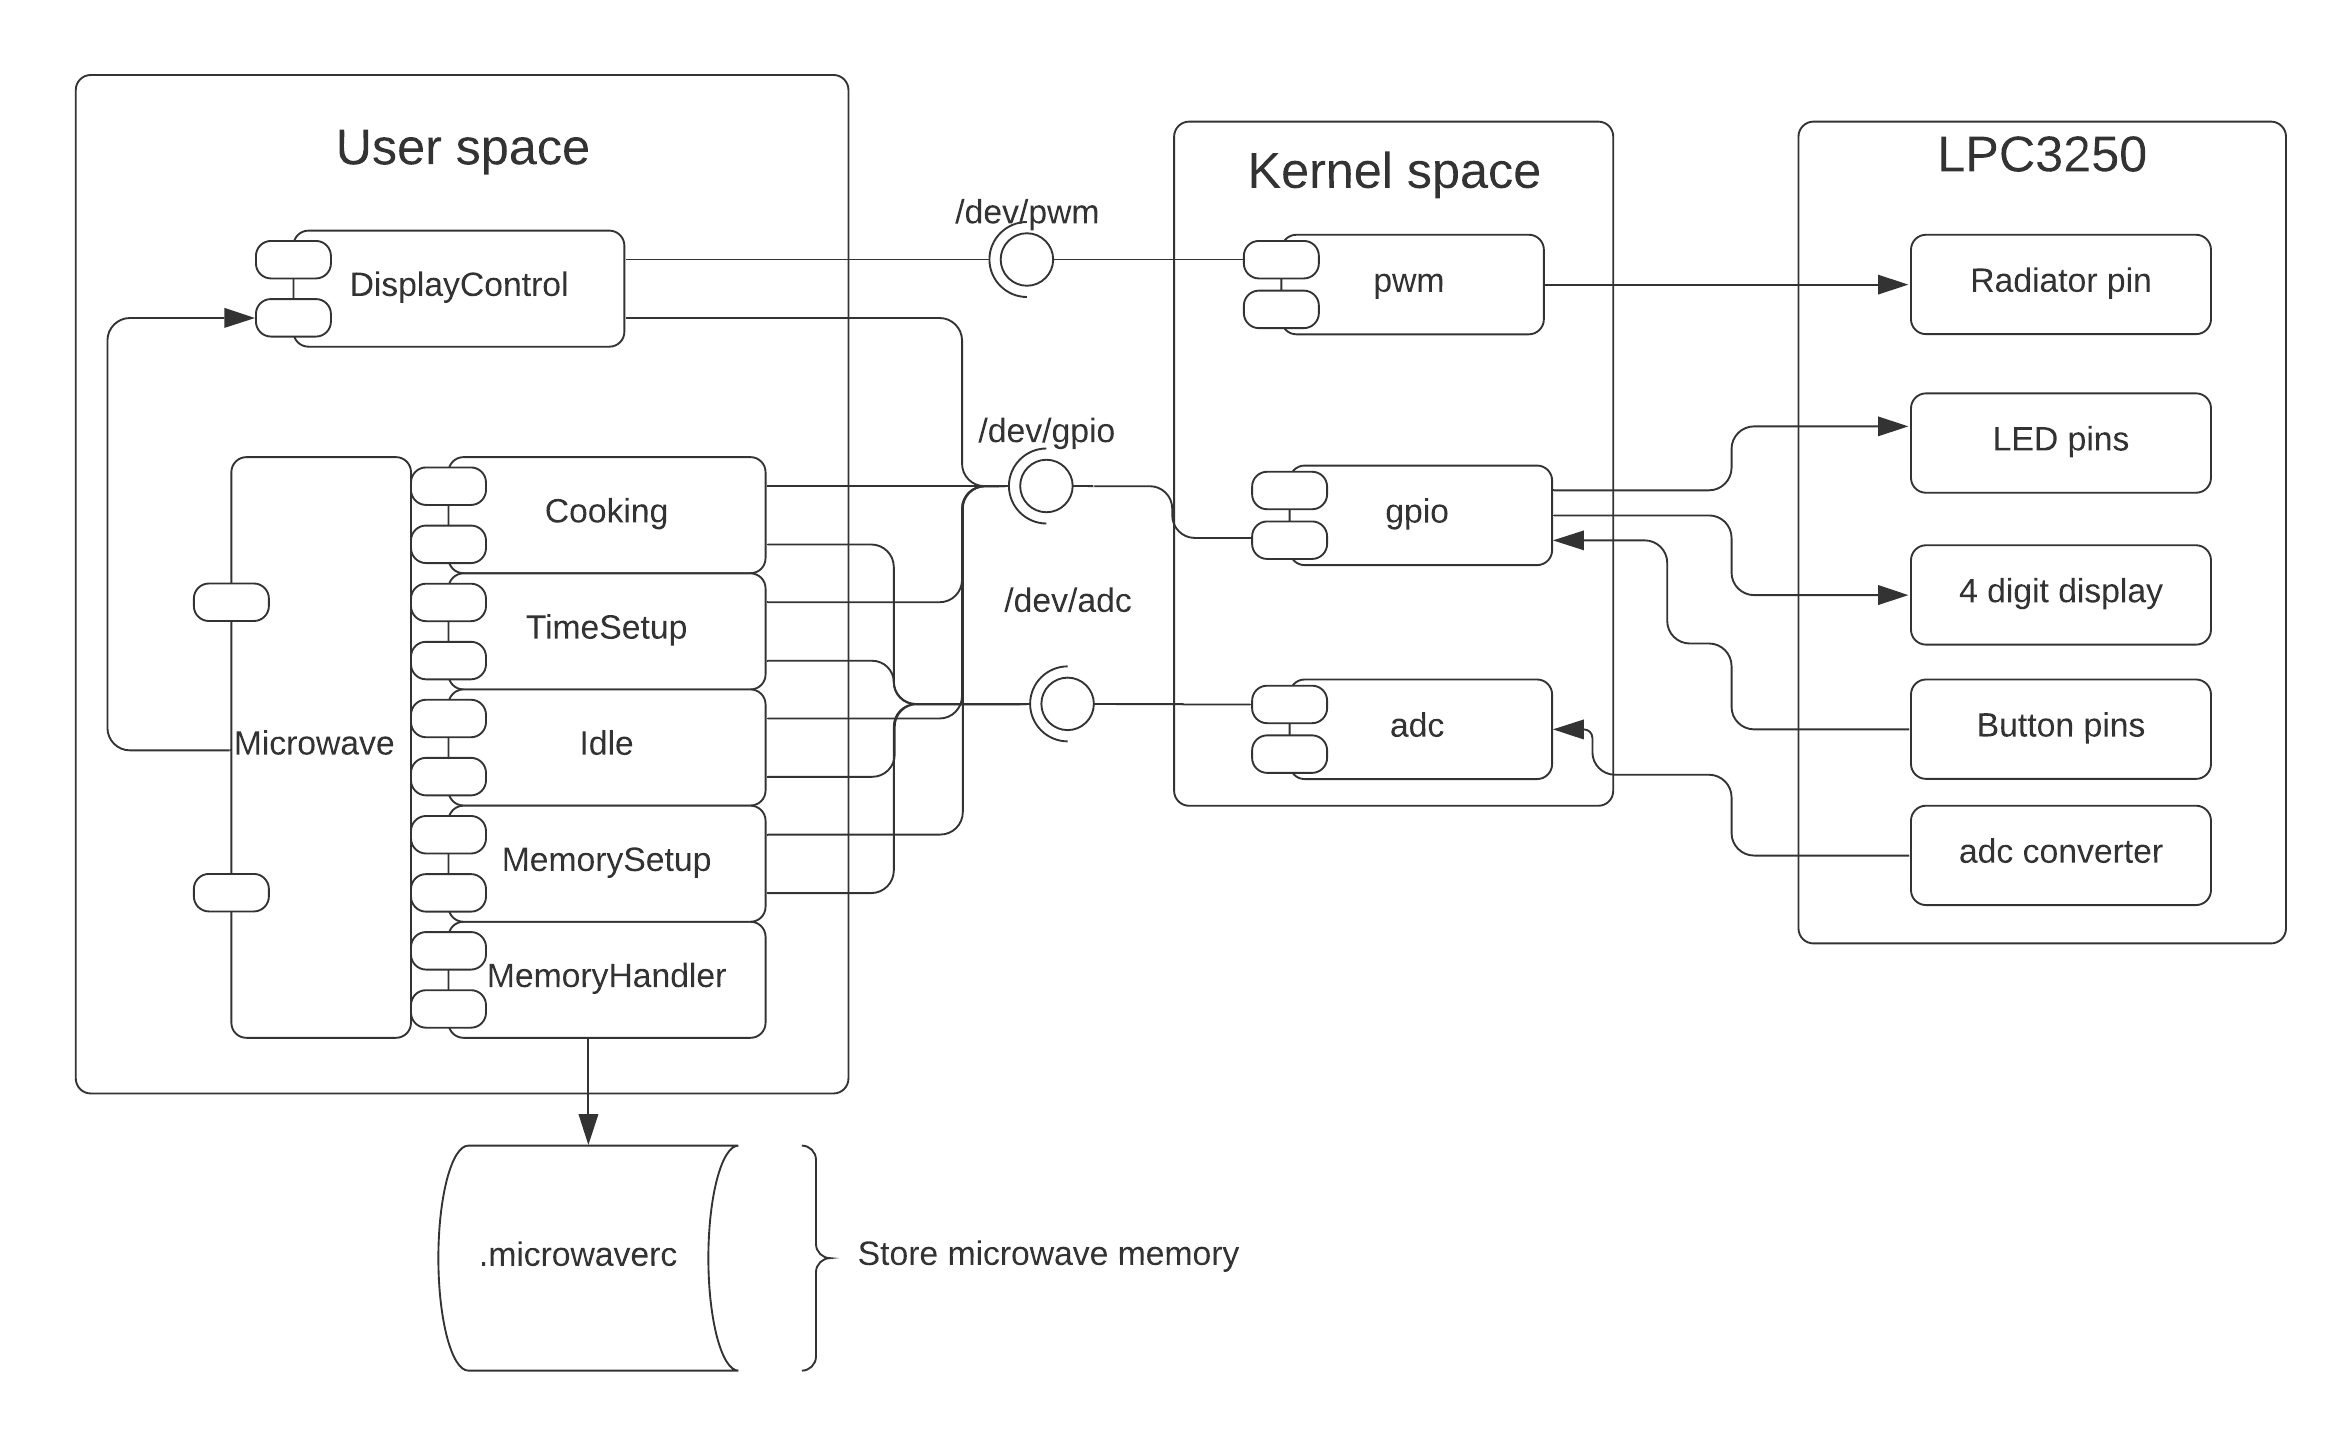 User space
Kernel space
LPC3250
/dev/pwm
DisplayControl
pwm
Radiator pin
/dev/gpio
LED pins
Cooking
gpio
4 digit display
/dev/adc
TimeSetup
Microwave
Idle
adc
Button pins
MemorySetup
adc converter
MemoryHandler
.microwaverc
Store microwave memory